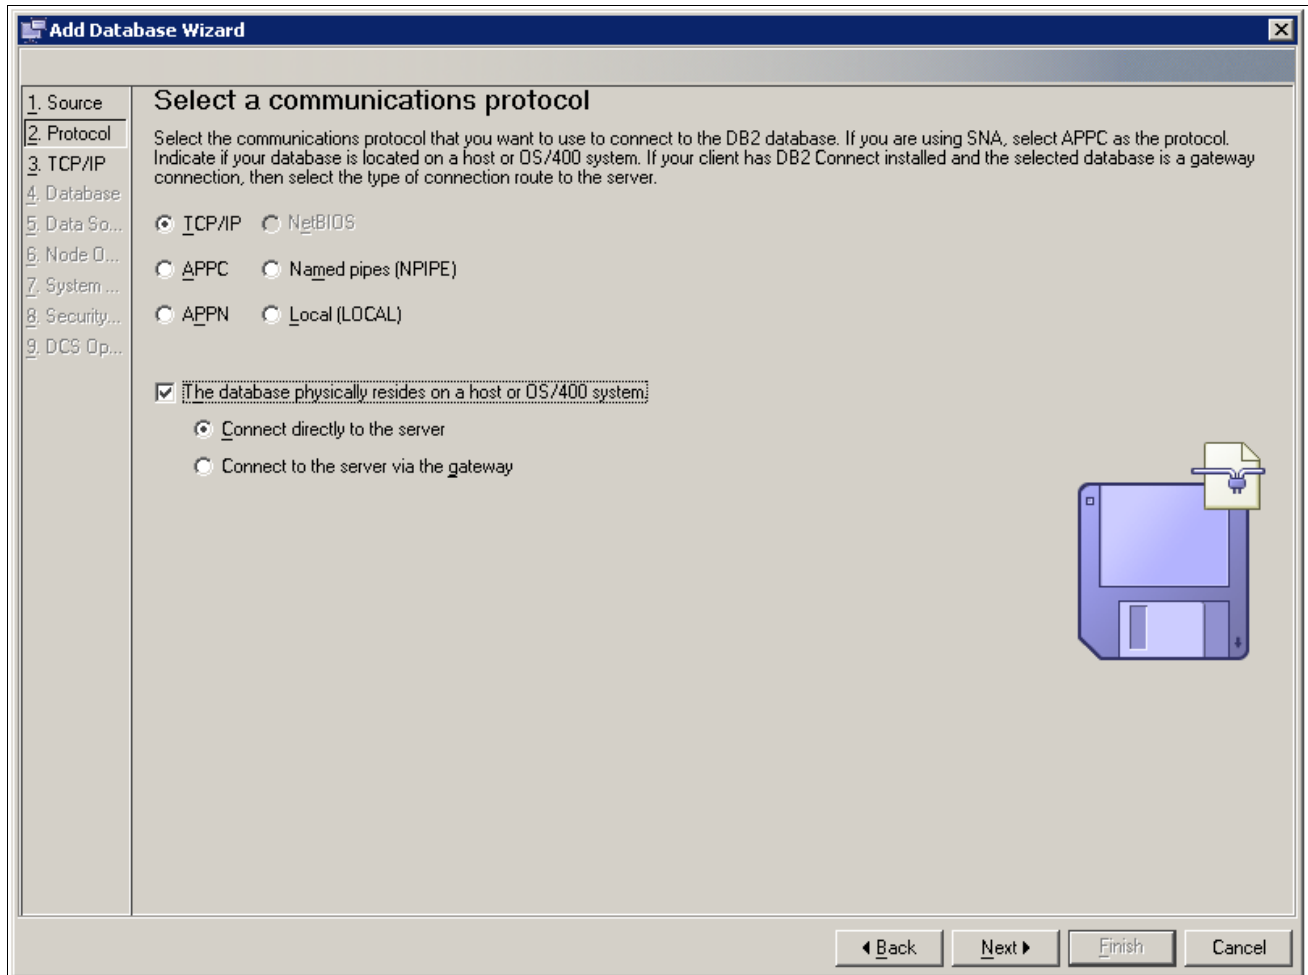 Add Database Wizard
1. Source
2. Protocol
3. TCP/IP
4. Database
5. Data So...
6. Node O...
7. System ...
8. Security...
9. DCS Op...
Select a communications protocol
Select the communications protocol that you want to use to connect to the DB2 database. If you are using SNA, select APPC as the protocol.
Indicate if your database is located on a host or OS/400 system. If your client has DB2 Connect installed and the selected database is a gateway
connection, then select the type of connection route to the server.
TCP/IP NetBIOS
APPC Named pipes (NPIPE)
APPN Local (LOCAL)
The database physically resides on a host or OS/400 system.
Connect directly to the server
Connect to the server via the gateway
Back Next Finish Cancel